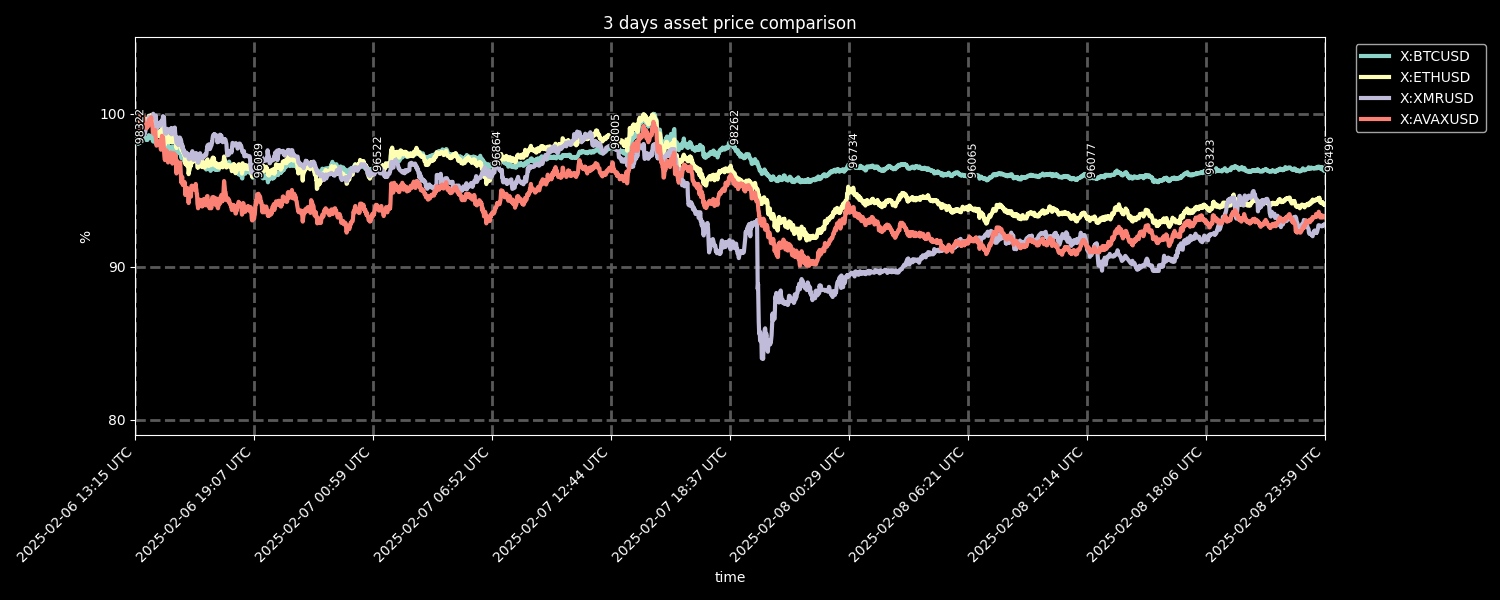 3 days asset price comparison
X:BTCUSD
X:ETHUSD
X:XMRUSD
X:AVAXUSD
100
90
80
%
98322
96089
96522
96864
98005
98262
96734
96065
96077
96323
96496
2025-02-06 13:15 UTC
2025-02-06 19:07 UTC
2025-02-07 00:59 UTC
2025-02-07 06:52 UTC
2025-02-07 12:44 UTC
2025-02-07 18:37 UTC
2025-02-08 00:29 UTC
2025-02-08 06:21 UTC
2025-02-08 12:14 UTC
2025-02-08 18:06 UTC
2025-02-08 23:59 UTC
time